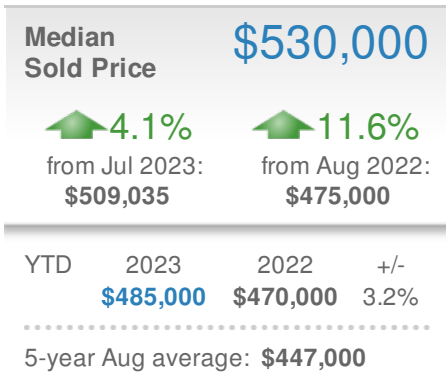 Median Sold Price $530,000
4.1% 11.6%
from Jul 2023: from Aug 2022:
$509,035 $475,000
YTD 2023 2022 +/-
$485,000 $470,000 3.2%
5-year Aug average: $447,000